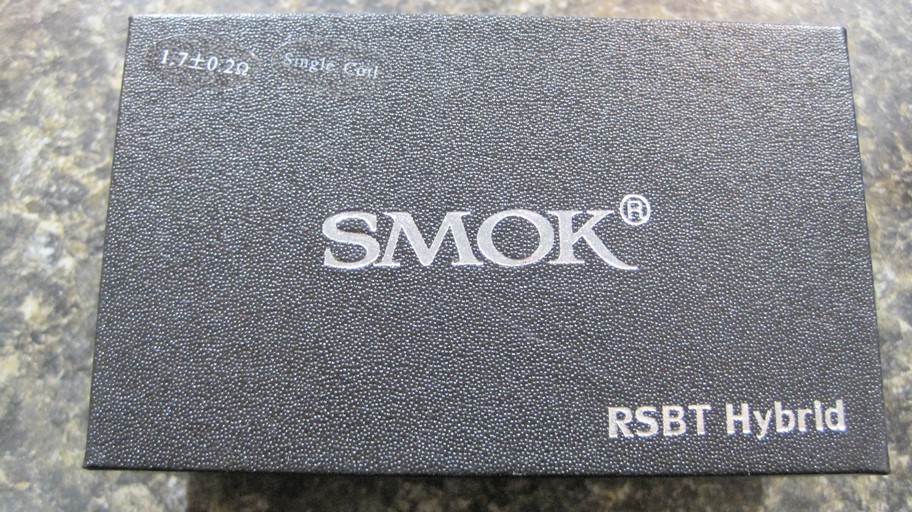 1.7±0.2Ω Single Coil
SMOK®
RSBT Hybrid